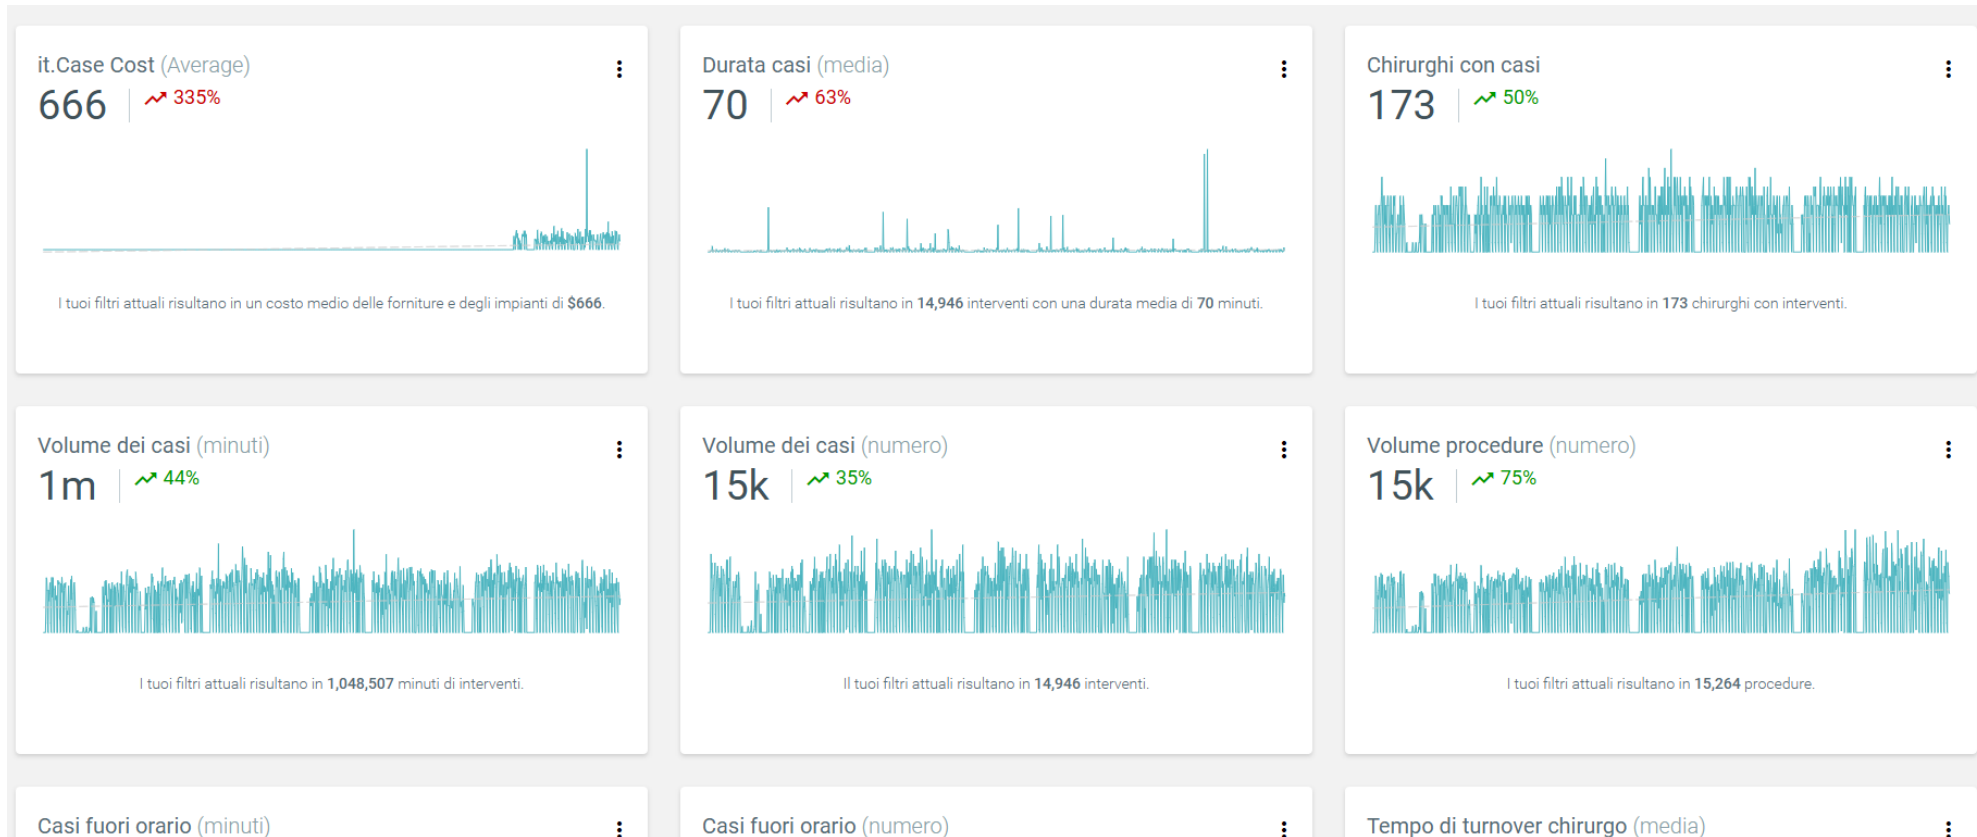 it.Case Cost (Average)
666
335%
I tuoi filtri attuali risultano in un costo medio delle forniture e degli impianti di $666.
Durata casi (media)
70
63%
I tuoi filtri attuali risultano in 14,946 interventi con una durata media di 70 minuti.
Chirurghi con casi
173
50%
I tuoi filtri attuali risultano in 173 chirurghi con interventi.
Volume dei casi (minuti)
1m
44%
I tuoi filtri attuali risultano in 1,048,507 minuti di interventi.
Volume dei casi (numero)
15k
35%
Il tuoi filtri attuali risultano in 14,946 interventi.
Volume procedure (numero)
15k
75%
I tuoi filtri attuali risultano in 15,264 procedure.
Casi fuori orario (minuti)
Casi fuori orario (numero)
Tempo di turnover chirurgo (media)